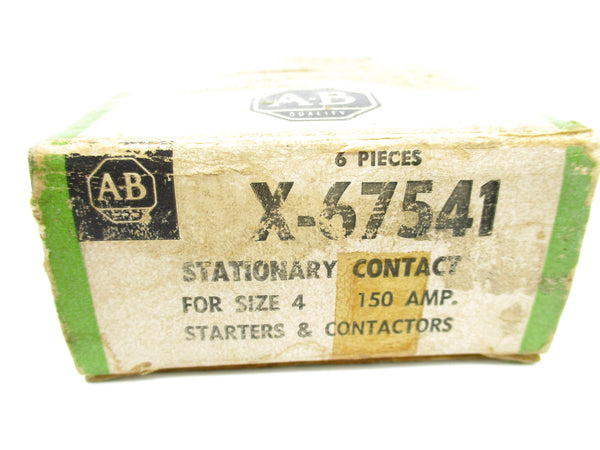 A-B
QUALITY
6 PIECES
A-B
X-67541
STATIONARY CONTACT
FOR SIZE 4 150 AMP.
STARTERS & CONTACTORS